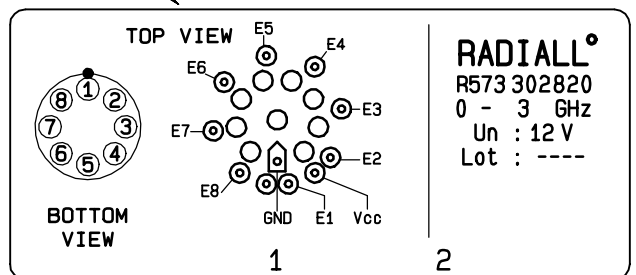 TOP VIEW
E5
E4
E6
E3
E7
E2
E8
GND
E1
Vcc
1
2
3
4
5
6
7
8
BOTTOM
VIEW
RADIALL°
R573 302820
0 - 3 GHz
Un : 12 V
Lot : ----
1
2